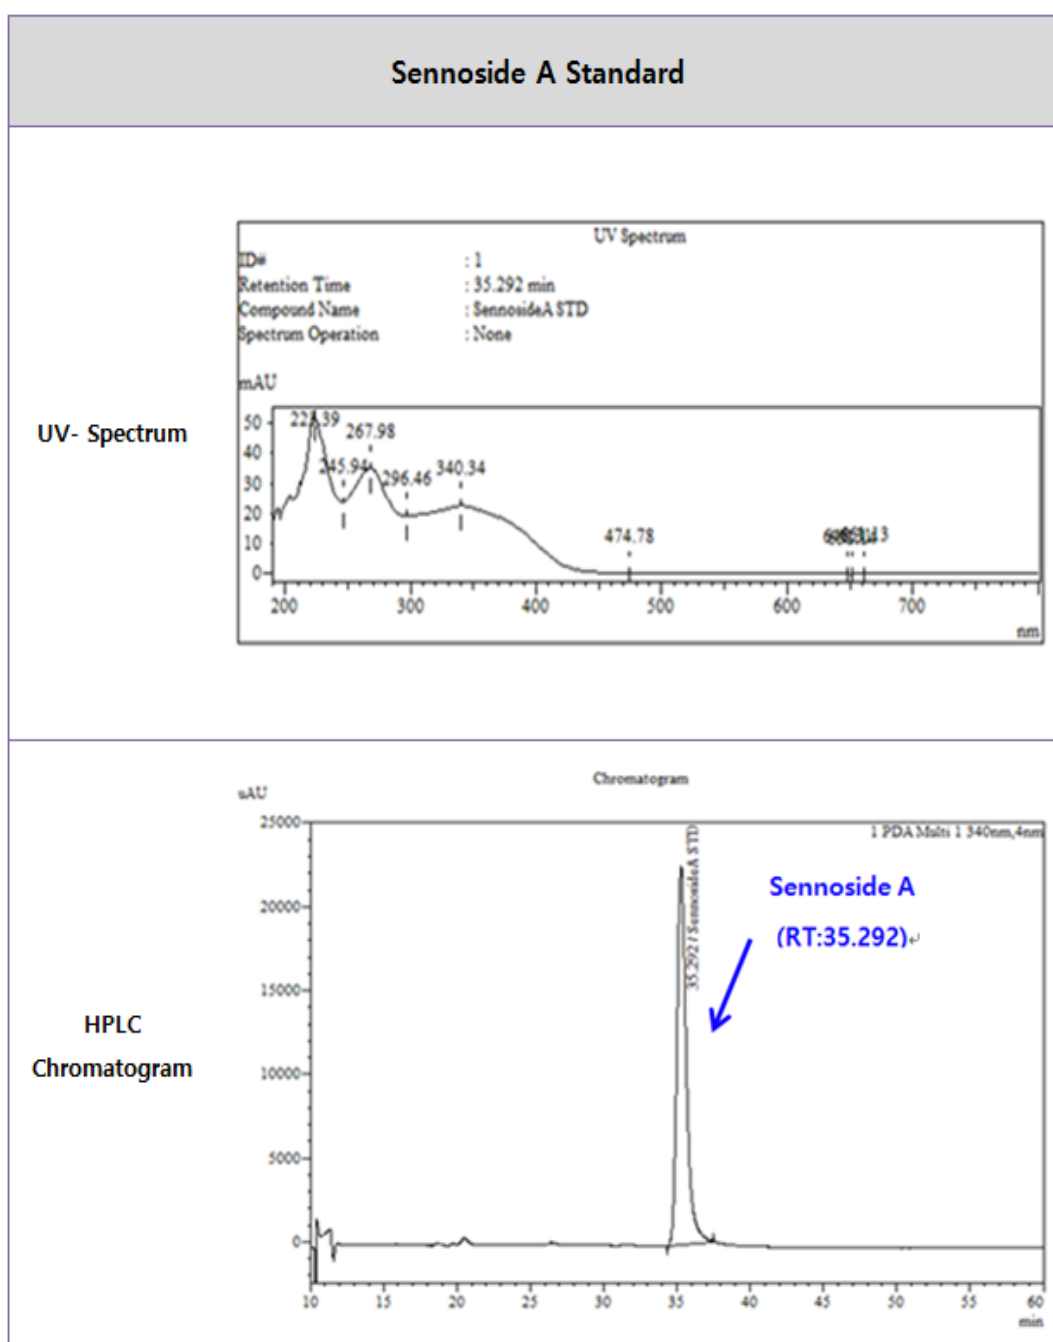 Sennoside A Standard
UV- Spectrum
UV Spectrum
ID# : 1
Retention Time : 35.292 min
Compound Name : SennosideA STD
Spectrum Operation : None
mAU
267.98
245.94
296.46
340.34
474.78
50
40
30
20
10
0
200 300 400 500 600 700
nm
HPLC
Chromatogram
Chromatogram
uAU
1 PDA Multi 1 340nm,4nm
35.292 / SennosideA STD
Sennoside A
(RT:35.292)↵
25000
20000
15000
10000
5000
0
10 15 20 25 30 35 40 45 50 55 60
min